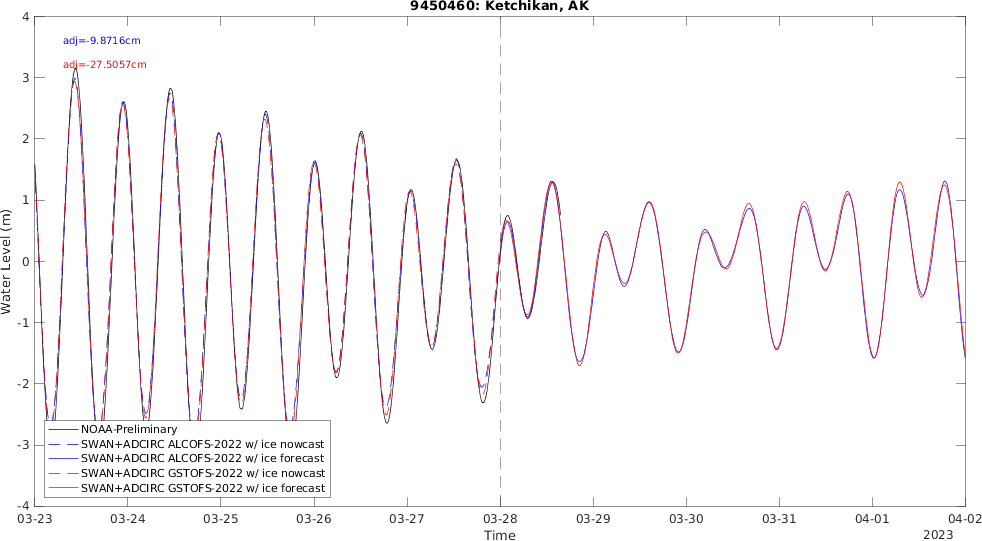 9450460: Ketchikan, AK
adj=-9.8716cm
adj=-27.5057cm
Water Level (m)
4
3
2
1
0
-1
-2
-3
-4
NOAA-Preliminary
SWAN+ADCIRC ALCOFS-2022 w/ ice nowcast
SWAN+ADCIRC ALCOFS-2022 w/ ice forecast
SWAN+ADCIRC GSTOFS-2022 w/ ice nowcast
SWAN+ADCIRC GSTOFS-2022 w/ ice forecast
03-23 03-24 03-25 03-26 03-27 03-28 03-29 03-30 03-31 04-01 04-02
Time
2023